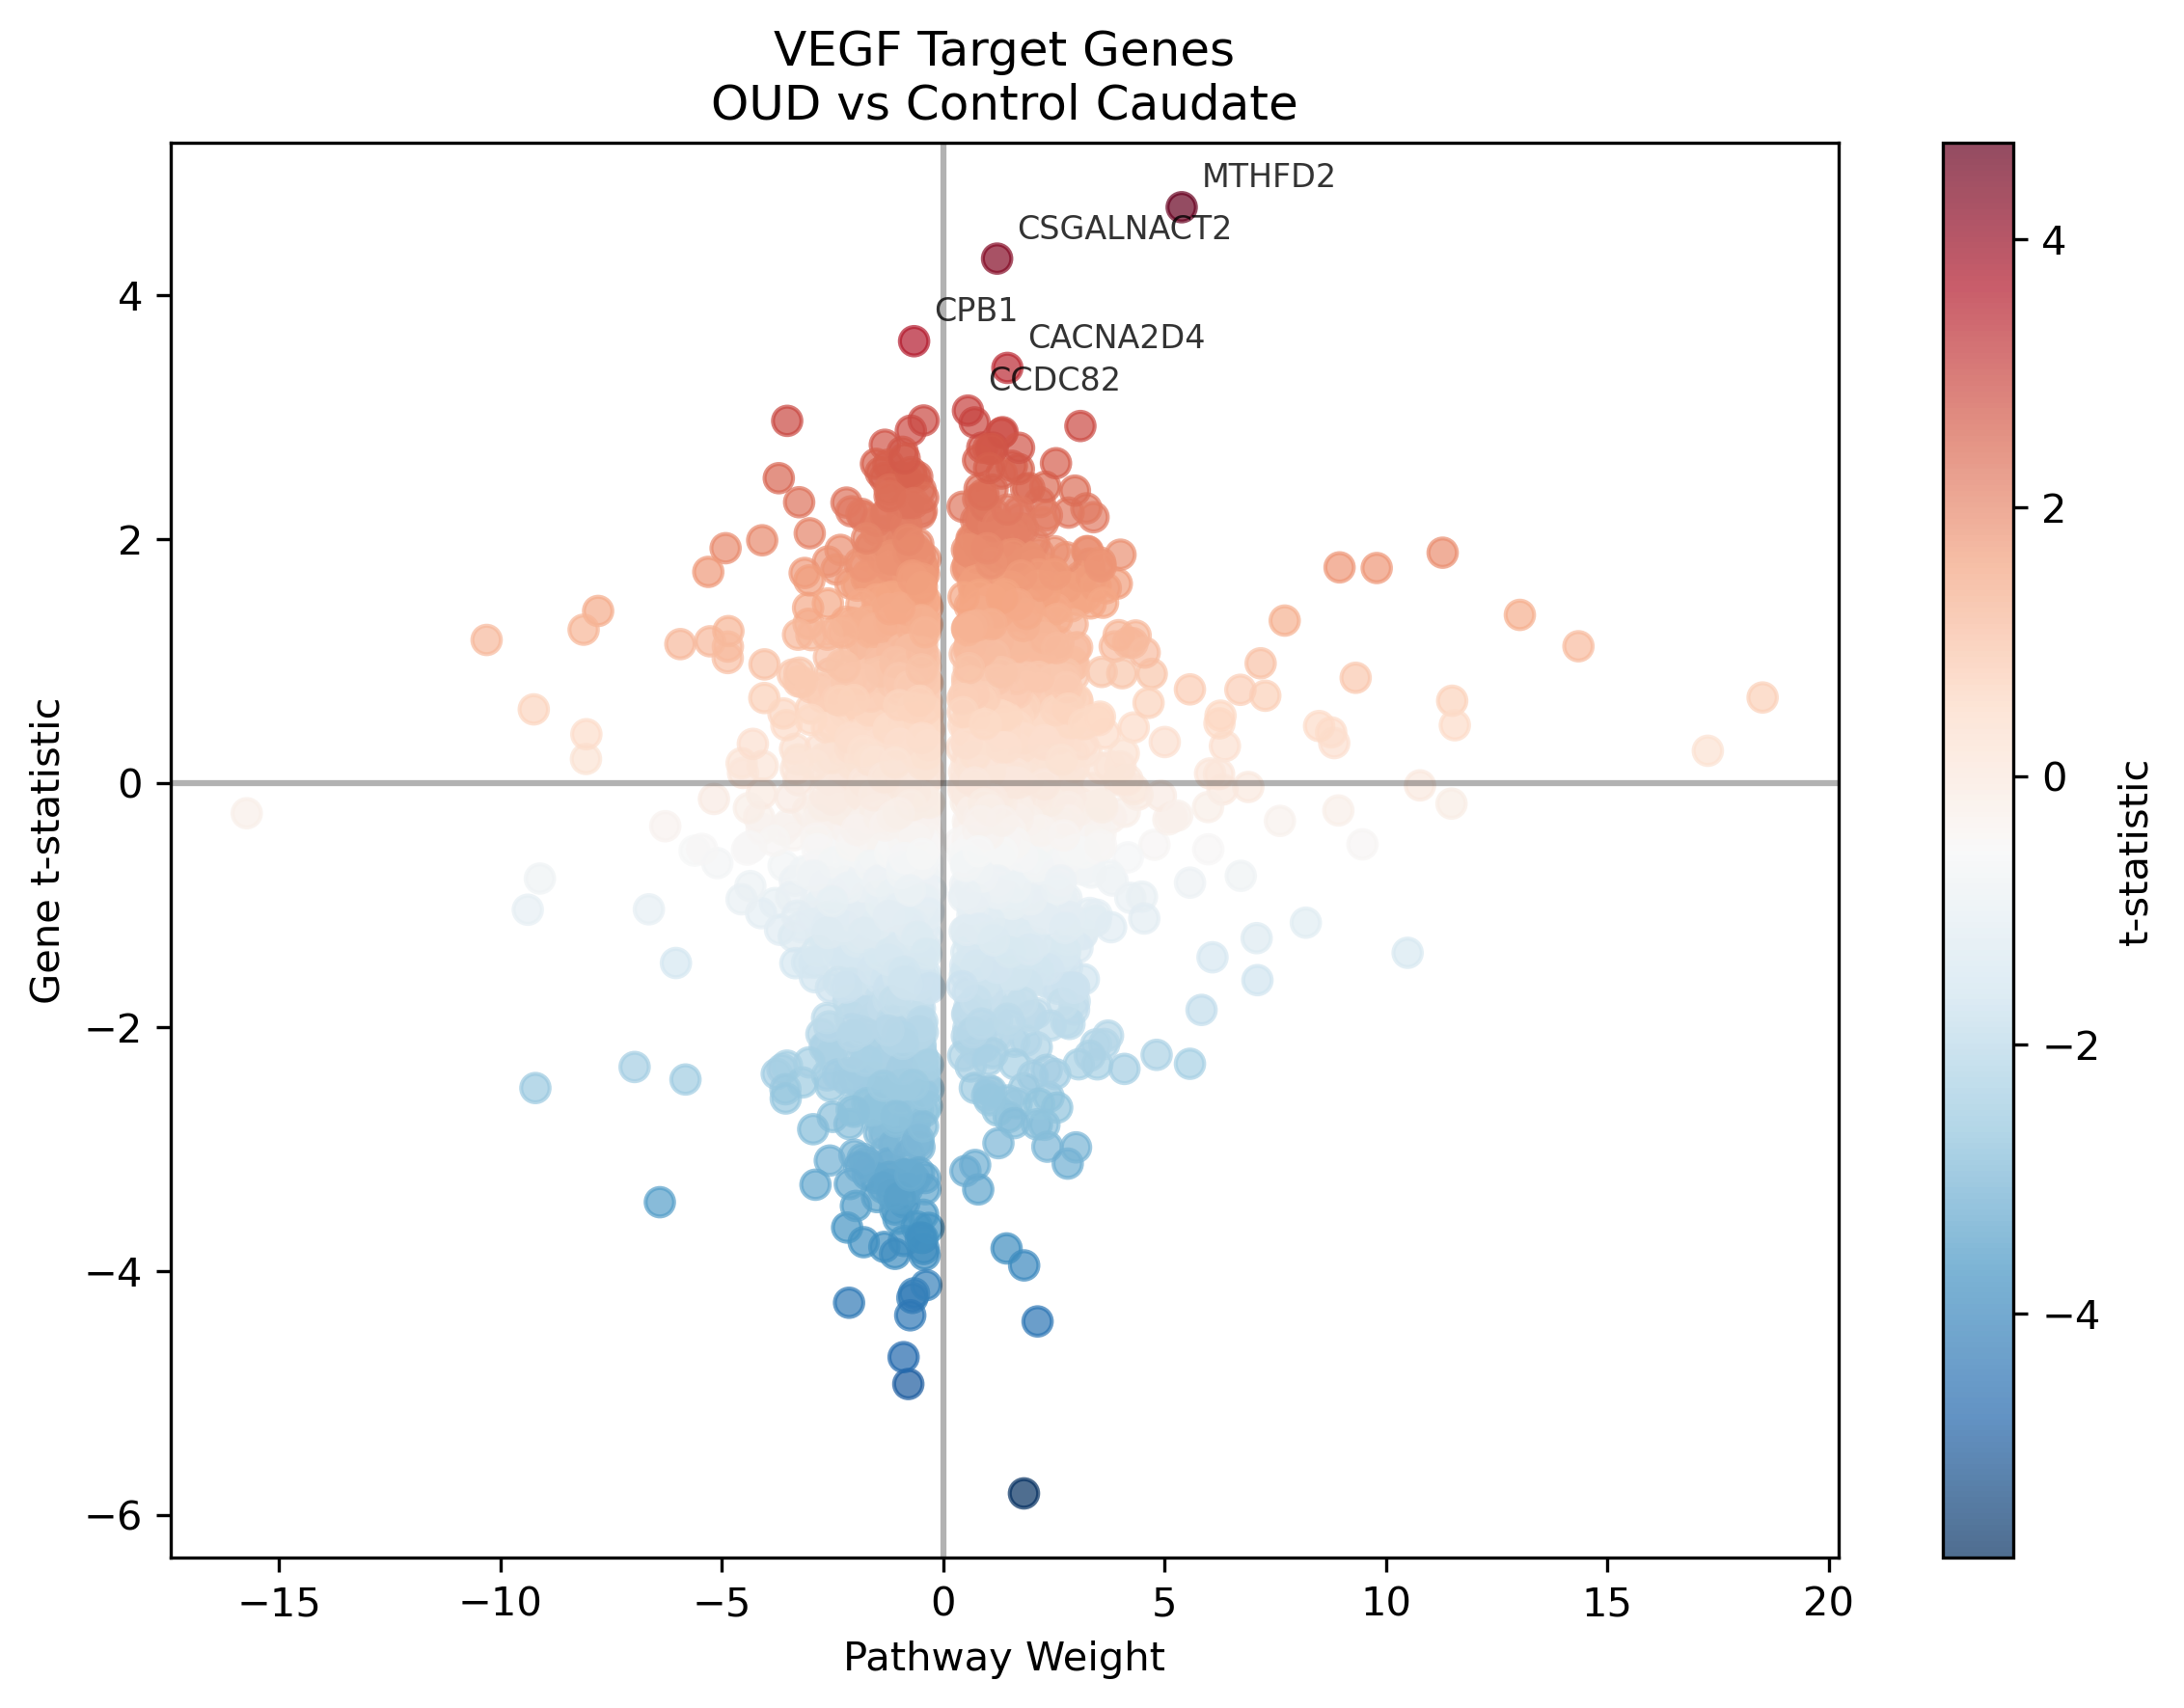 VEGF Target Genes
OUD vs Control Caudate
MTHFD2
CSGALNACT2
CPB1
CACNA2D4
CCDC82
Gene t-statistic
4
2
0
−2
−4
−6
−15
−10
−5
0
5
10
15
20
Pathway Weight
4
2
0
−2
−4
t-statistic